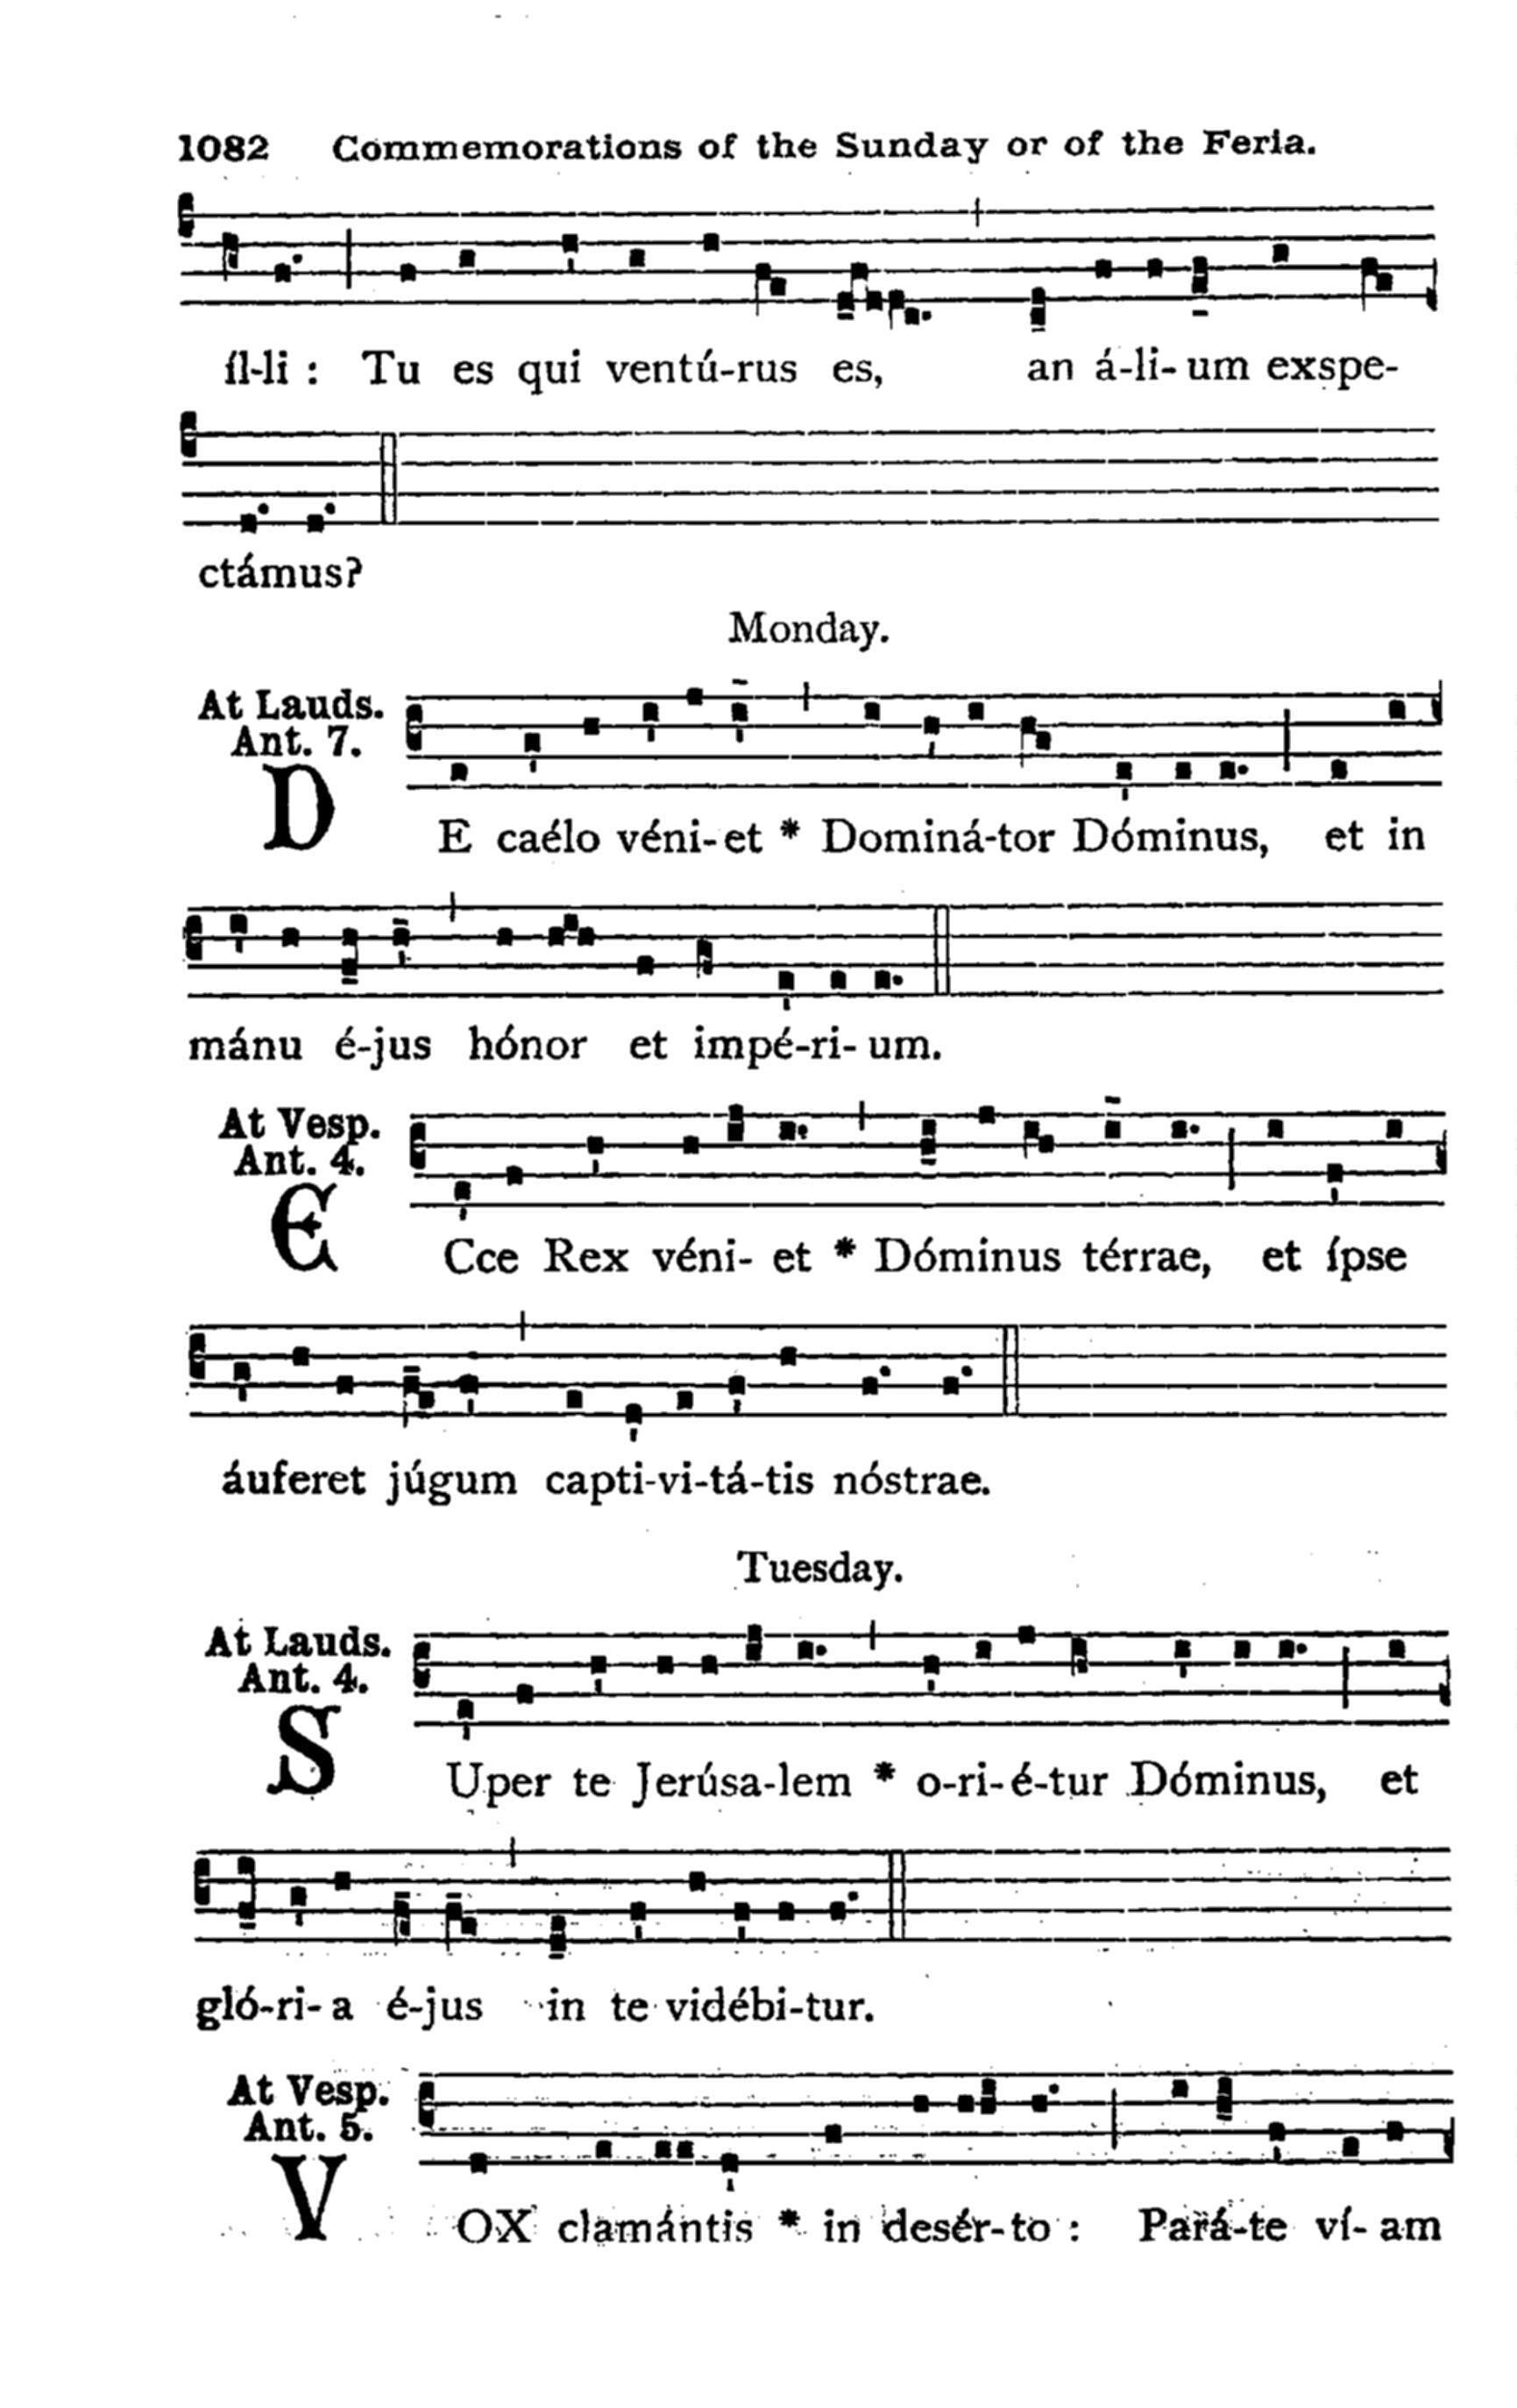 1082 Commemorations of the Sunday or of the Feria.
íl-li : Tu es qui ventú-rus es, an á-li-um exspe-
ctámus?
Monday.
At Lauds.
Ant. 7.
DE caélo véni-et * Dominá-tor Dóminus, et in
mánu é-jus hónor et impé-ri-um.
At Vesp.
Ant. 4.
ECce Rex véni- et * Dóminus térrae, et ípse
áuferet júgum capti-vi-tá-tis nóstrae.
Tuesday.
At Lauds.
Ant. 4.
SUper te Jerúsa-lem * o-ri-é-tur Dóminus, et
gló-ri-a é-jus in te vidébi-tur.
At Vesp.
Ant. 5.
VOX clamántis * in desér-to : Pará-te ví- am